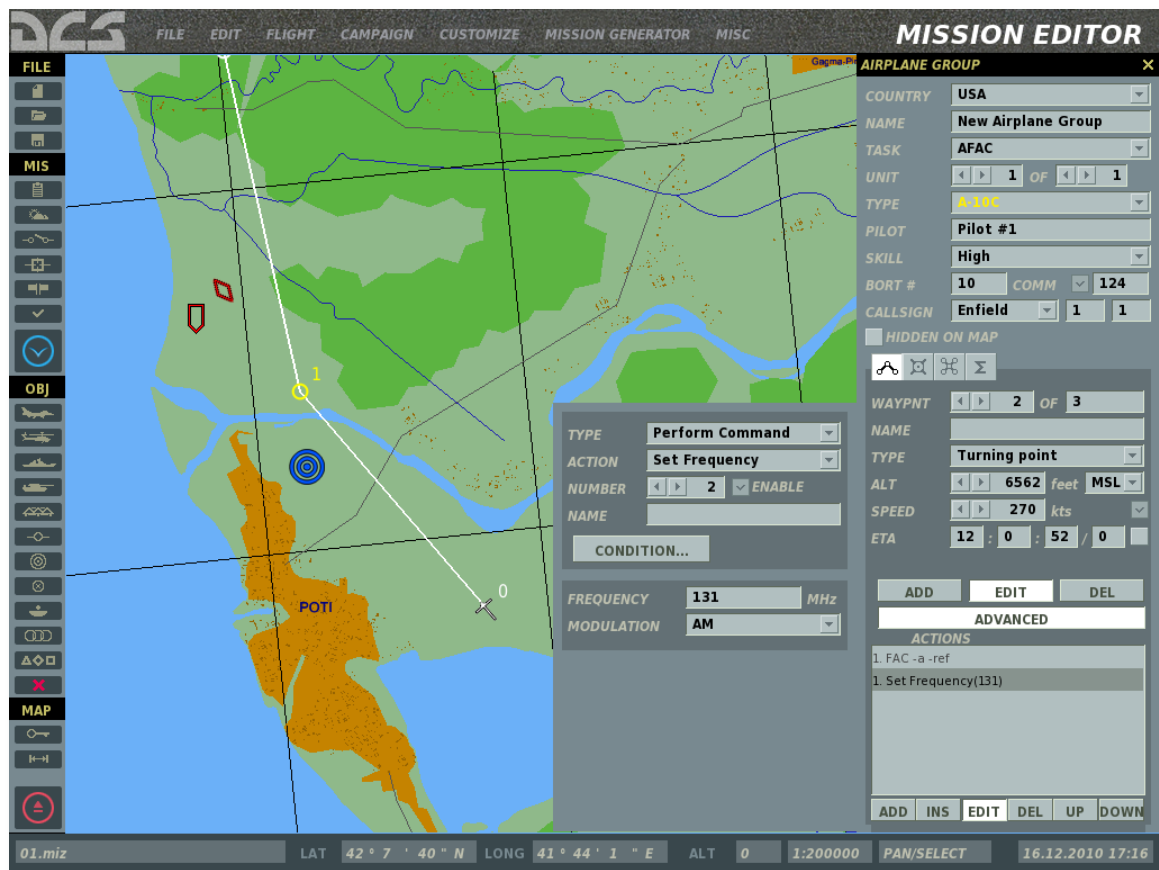 DCS
FILE EDIT FLIGHT CAMPAIGN CUSTOMIZE MISSION GENERATOR MISC
MISSION EDITOR
FILE
MIS
OBJ
MAP
1
0
POTI
TYPE Perform Command
ACTION Set Frequency
NUMBER 2 ENABLE
NAME
CONDITION...
FREQUENCY 131 MHz
MODULATION AM
AIRPLANE GROUP
COUNTRY USA
NAME New Airplane Group
TASK AFAC
UNIT 1 OF 1
TYPE A-10C
PILOT Pilot #1
SKILL High
BORT # 10 COMM 124
CALLSIGN Enfield 1 1
HIDDEN ON MAP
WAYPNT 2 OF 3
NAME
TYPE Turning point
ALT 6562 feet MSL
SPEED 270 kts
ETA 12 : 0 : 52 / 0
ADD EDIT DEL
ADVANCED
ACTIONS
1. FAC -a -ref
1. Set Frequency(131)
ADD INS EDIT DEL UP DOWN
01.miz LAT 42 ° 7 ' 40 " N LONG 41 ° 44 ' 1 " E ALT 0 1:200000 PAN/SELECT 16.12.2010 17:16